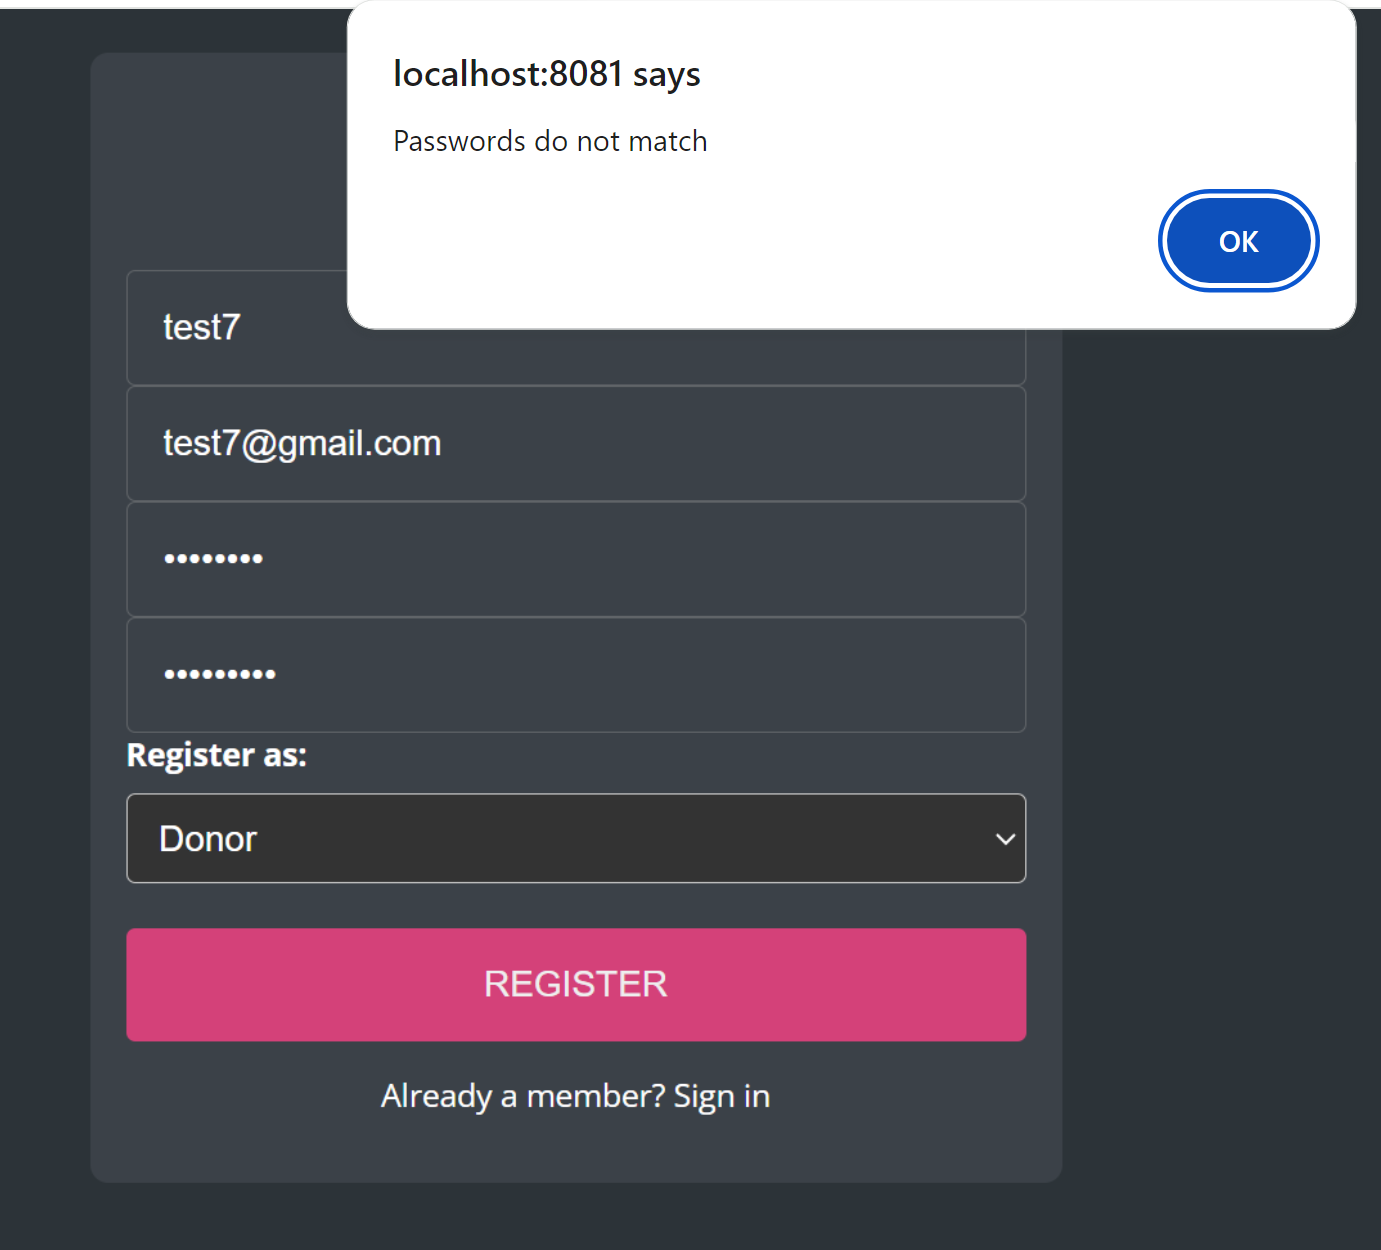 localhost:8081 says
Passwords do not match
OK
test7
test7@gmail.com
••••••••
•••••••••
Register as:
Donor
REGISTER
Already a member? Sign in